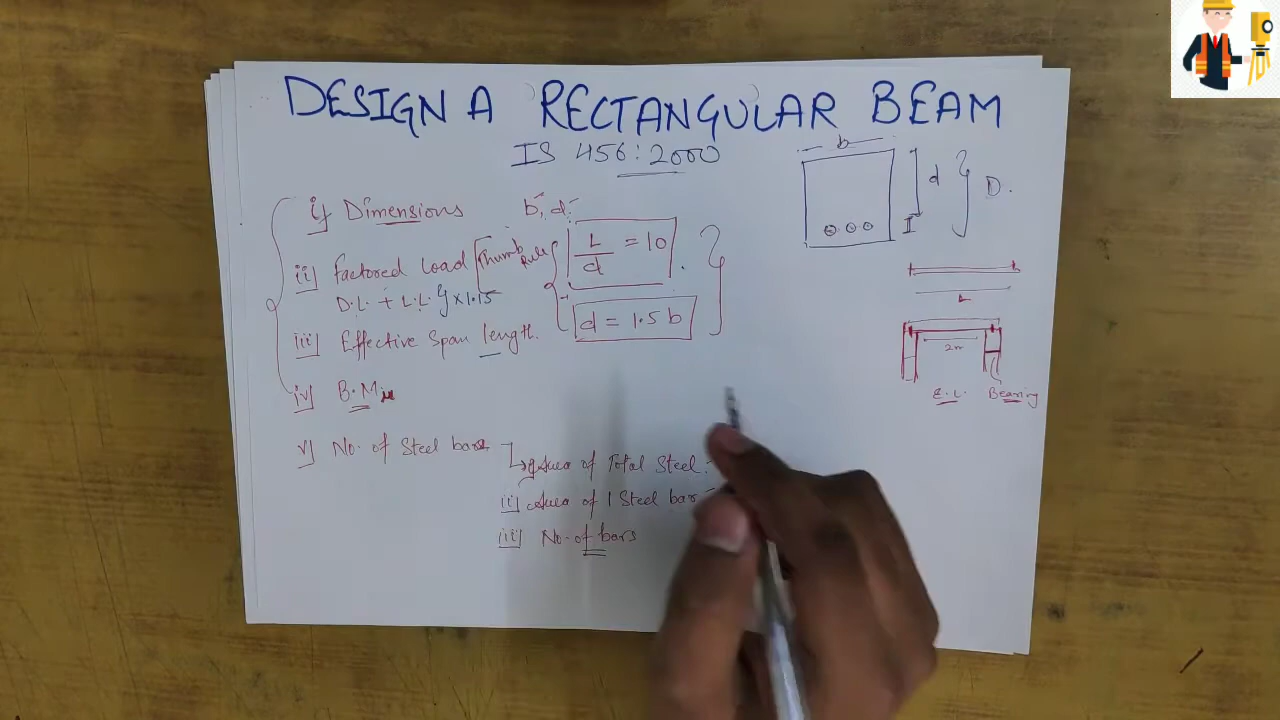 DESIGN A RECTANGULAR BEAM
IS 456:2000
i] Dimensions b, d,
ii] Factored Load [Thumb Rule
L/d = 10
D.L. + L.L. } x 1.15
d = 1.5 b
iii] Effective Span length.
iv] B.Mu
v] No. of Steel bars
i] Area of Total Steel.
ii] Area of 1 Steel bar
iii] No. of bars
b
d
D.
L
2m
E.L. Bearing